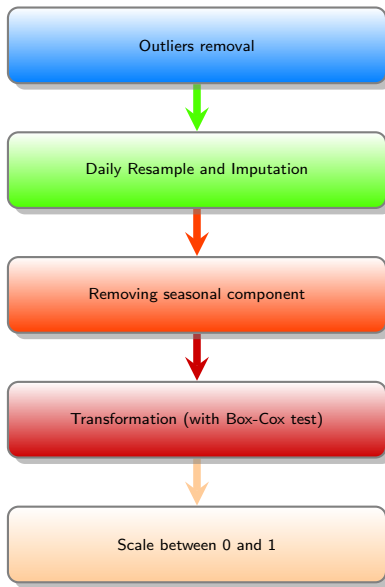 Outliers removal
Daily Resample and Imputation
Removing seasonal component
Transformation (with Box-Cox test)
Scale between 0 and 1